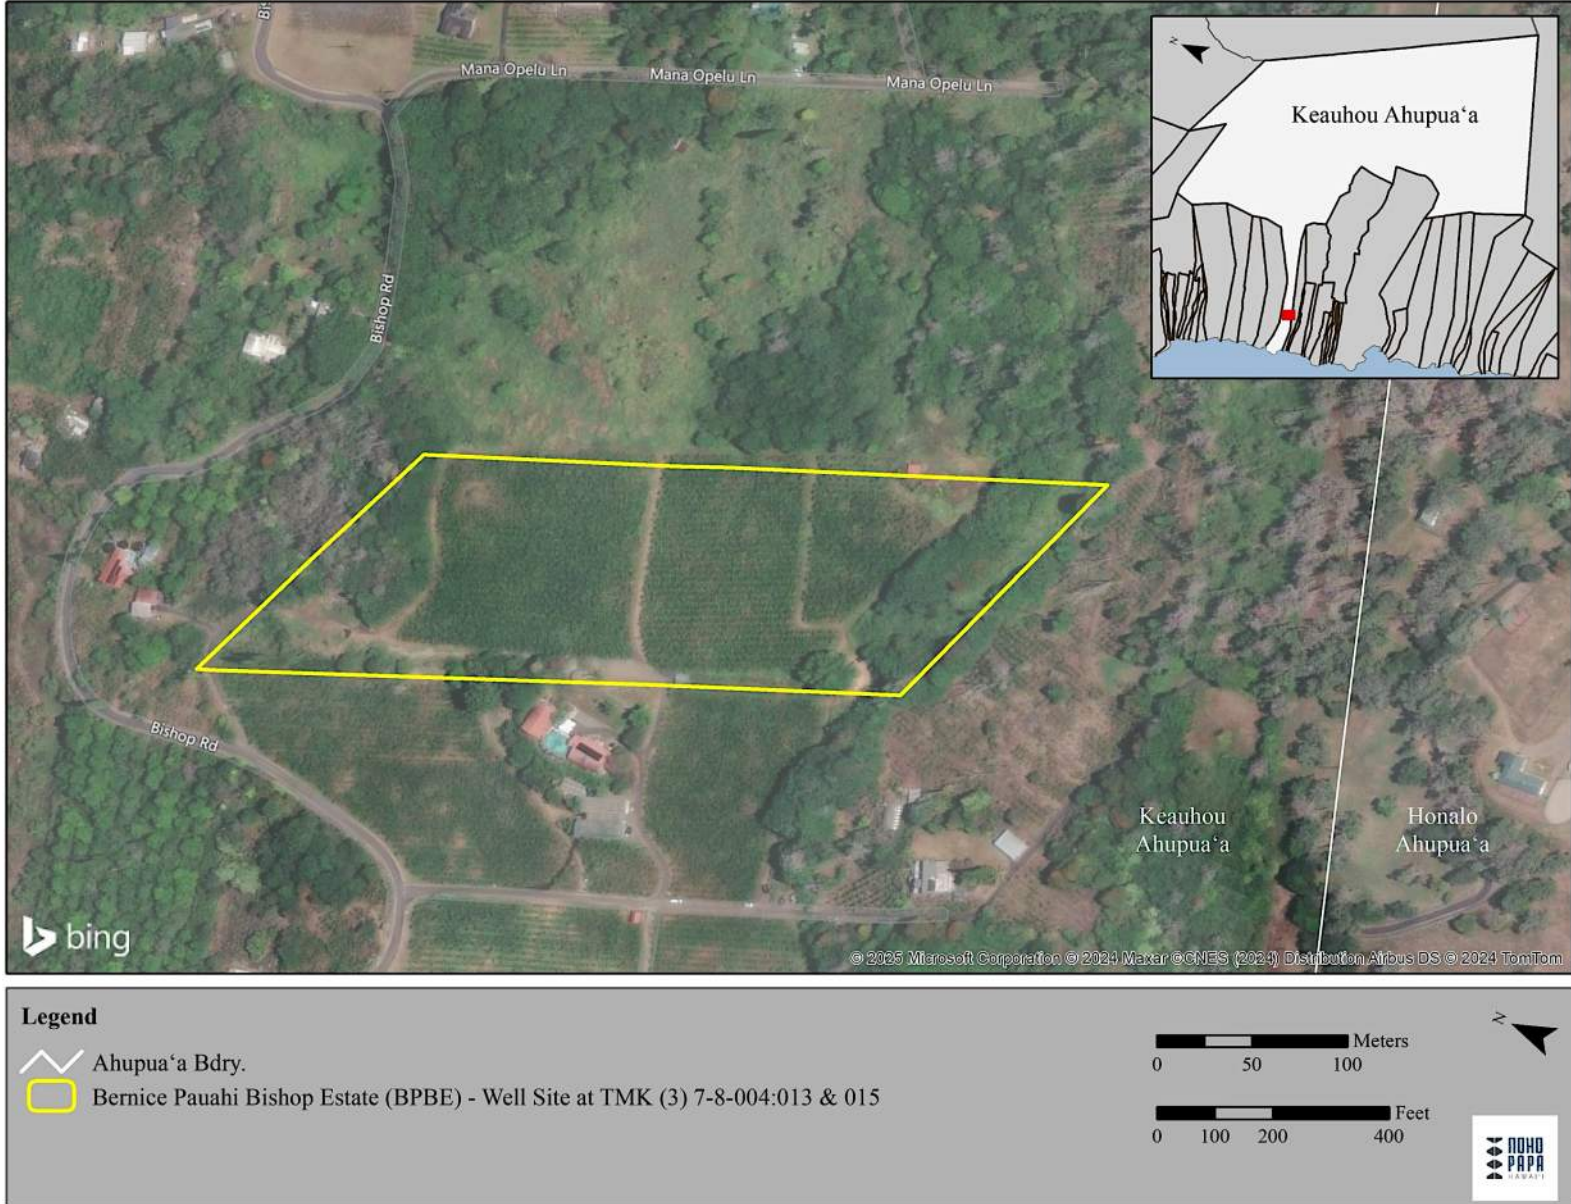 Bi
Mana Opelu Ln
Mana Opelu Ln
Mana Opelu Ln
N
Keauhou Ahupuaʻa
Bishop Rd
Bishop Rd
Keauhou
Ahupuaʻa
Honalo
Ahupuaʻa
bing
© 2025 Microsoft Corporation © 2024 Maxar ©CNES (2024) Distribution Airbus DS © 2024 TomTom
Legend
Ahupuaʻa Bdry.
Bernice Pauahi Bishop Estate (BPBE) - Well Site at TMK (3) 7-8-004:013 & 015
N
Meters
0 50 100
Feet
0 100 200 400
NOHO
PAPA
HAWAIʻI